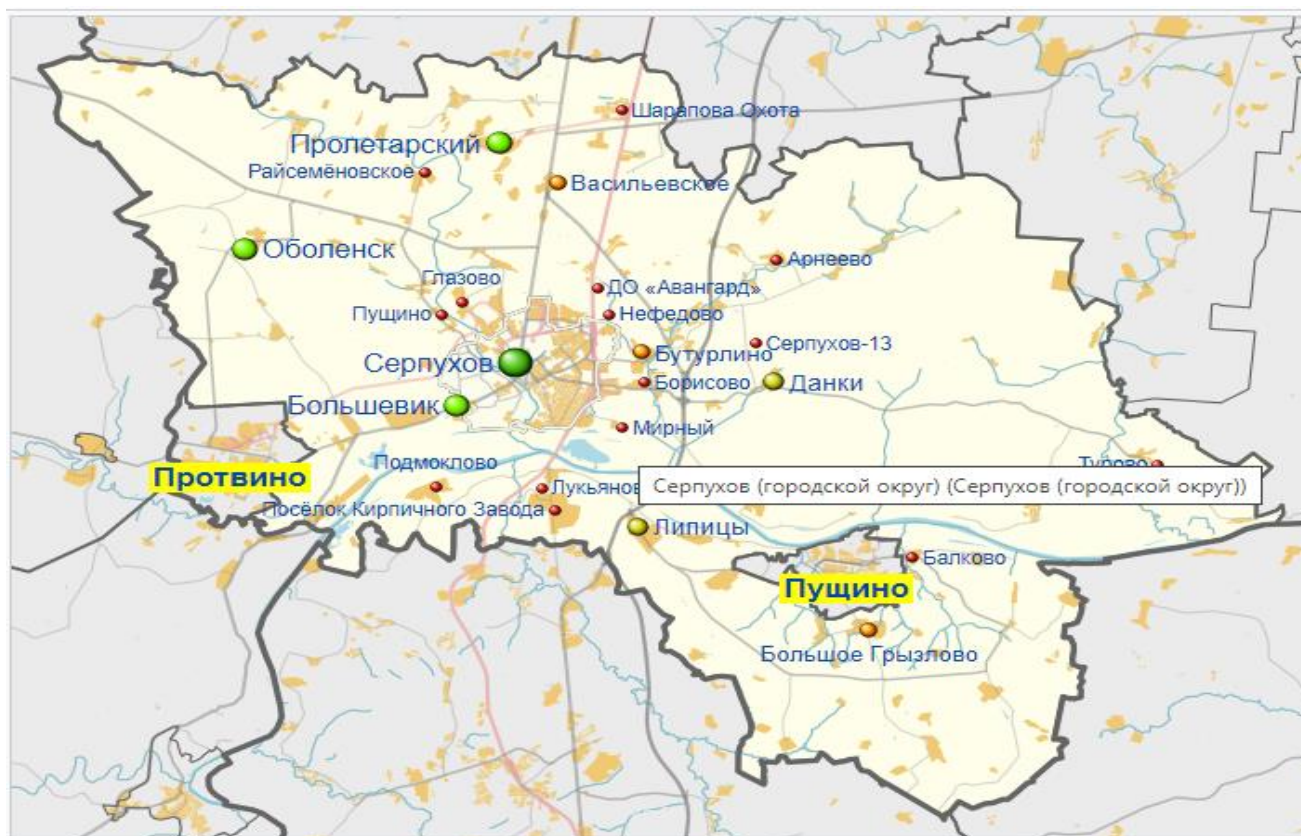 Шарапова Охота
Пролетарский
Райсемёновское
Васильевское
Оболенск
Арнеево
Глазово
ДО «Авангард»
Пущино
Нефедово
Серпухов-13
Бутурлино
Серпухов
Борисово
Данки
Большевик
Мирный
Подмоклово
Турово
Протвино
Лукьянов
Серпухов (городской округ) (Серпухов (городской округ))
Посёлок Кирпичного Завода
Липицы
Балково
Пущино
Большое Грызлово